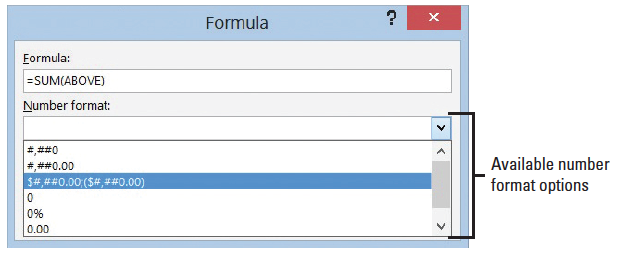 Formula
?
×
Formula:
=SUM(ABOVE)
Number format:
#,##0
#,##0.00
$#,##0.00;($#,##0.00)
0
0%
0.00
Available number
format options